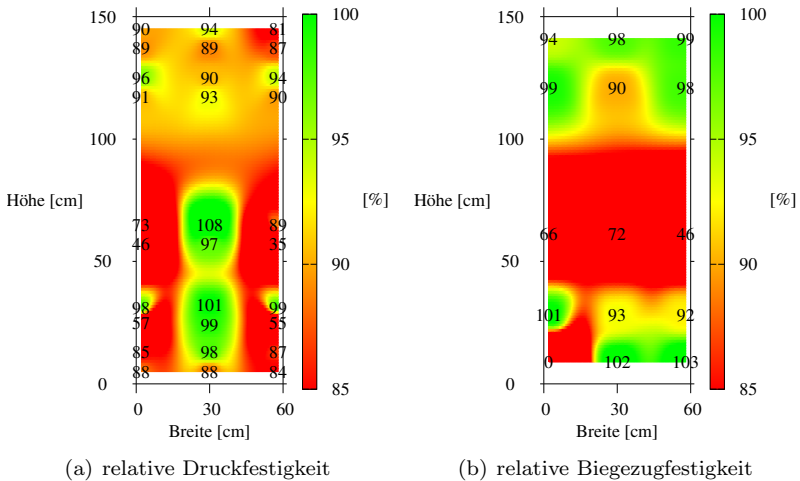 150
100
50
0
Höhe [cm]
90 94 81
89 89 87
96 90 94
91 93 90
73 108 89
46 97 35
98 101 99
57 99 55
85 98 87
88 88 84
0 30 60
Breite [cm]
100
95
90
85
[%]
(a) relative Druckfestigkeit
150
100
50
0
Höhe [cm]
94 98 99
99 90 98
66 72 46
101 93 92
0 102 103
0 30 60
Breite [cm]
100
95
90
85
[%]
(b) relative Biegezugfestigkeit